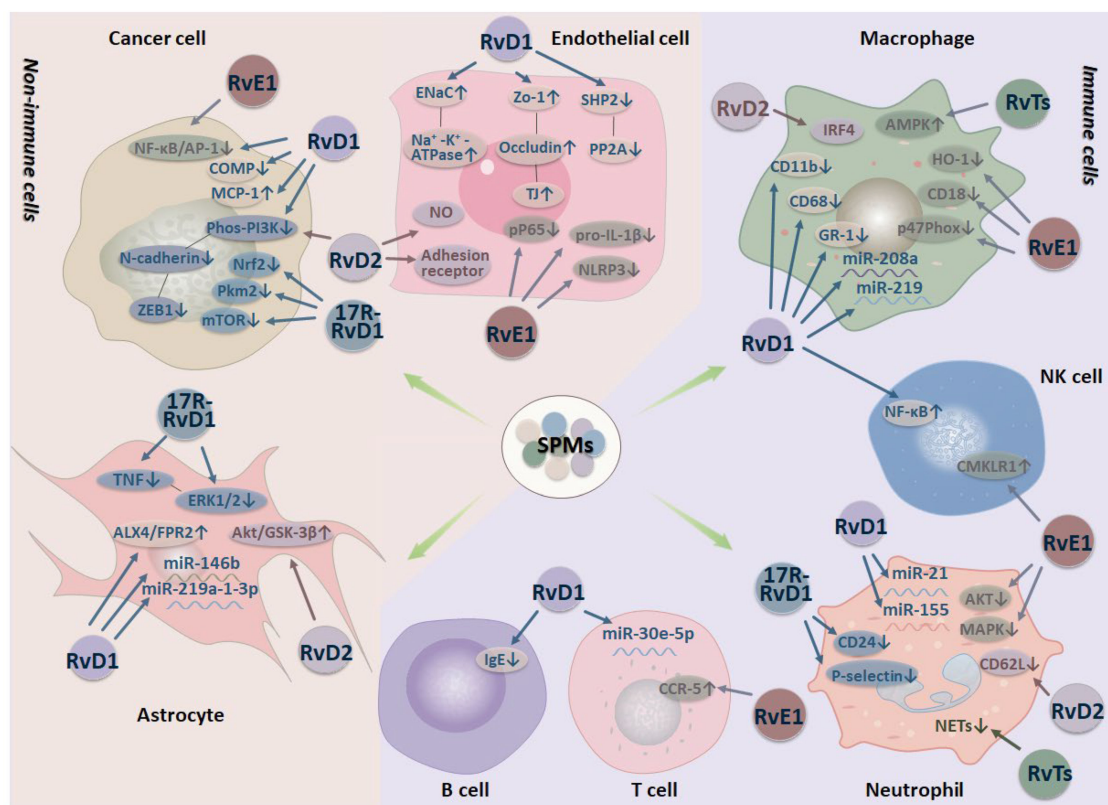 Non-immune cells
Cancer cell
RvE1
RvD1
NF-κB/AP-1↓
COMP↓
MCP-1↑
Phos-PI3K↓
N-cadherin↓
Nrf2↓
Pkm2↓
ZEB1↓
mTOR↓
RvD2
17R-
RvD1
Endothelial cell
RvD1
ENaC↑
Zo-1↑
SHP2↓
Na⁺-K⁺-
ATPase↑
Occludin↑
PP2A↓
TJ↑
NO
pP65↓
pro-IL-1β↓
Adhesion
receptor
NLRP3↓
RvE1
Macrophage
Immune cells
RvD2
RvTs
IRF4
AMPK↑
CD11b↓
HO-1↓
CD68↓
CD18↓
GR-1↓
p47Phox↓
miR-208a
miR-219
RvE1
RvD1
NK cell
NF-κB↑
CMKLR1↑
SPMs
17R-
RvD1
TNF↓
ERK1/2↓
ALX4/FPR2↑
Akt/GSK-3β↑
miR-146b
miR-219a-1-3p
RvD1
RvD2
Astrocyte
RvD1
IgE↓
miR-30e-5p
CCR-5↑
RvE1
B cell
T cell
RvD1
RvE1
17R-
RvD1
miR-21
miR-155
AKT↓
MAPK↓
CD24↓
CD62L↓
P-selectin↓
RvD2
NETs↓
RvTs
Neutrophil